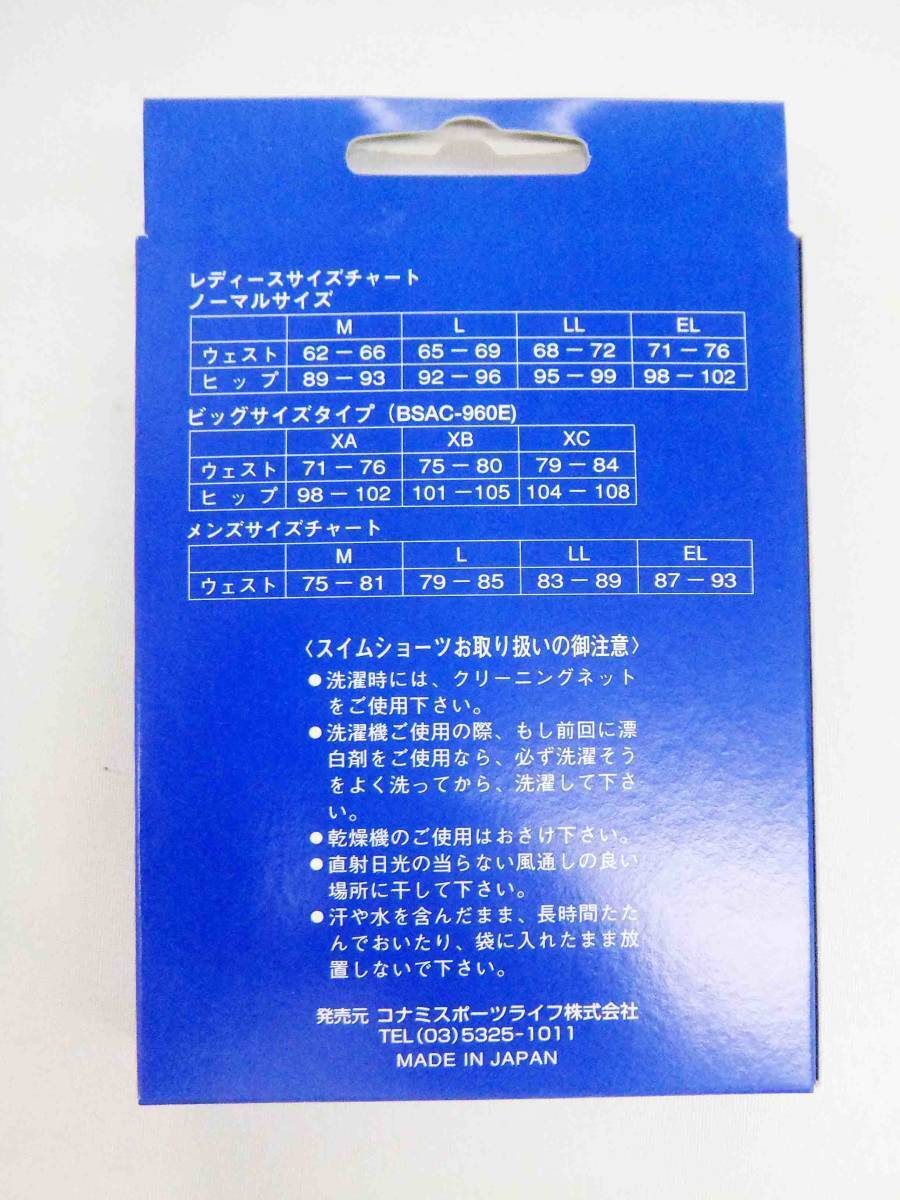 レディースサイズチャート
ノーマルサイズ
M L LL EL
ウェスト 62－66 65－69 68－72 71－76
ヒップ 89－93 92－96 95－99 98－102
ビッグサイズタイプ（BSAC-960E)
XA XB XC
ウェスト 71－76 75－80 79－84
ヒップ 98－102 101－105 104－108
メンズサイズチャート
M L LL EL
ウェスト 75－81 79－85 83－89 87－93
〈スイムショーツお取り扱いの御注意〉
●洗濯時には、クリーニングネット
をご使用下さい。
●洗濯機ご使用の際、もし前回に漂
白剤をご使用なら、必ず洗濯そう
をよく洗ってから、洗濯して下さ
い。
●乾燥機のご使用はおさけ下さい。
●直射日光の当らない風通しの良い
場所に干して下さい。
●汗や水を含んだまま、長時間たた
んでおいたり、袋に入れたまま放
置しないで下さい。
発売元 コナミスポーツライフ株式会社
TEL(03)5325-1011
MADE IN JAPAN